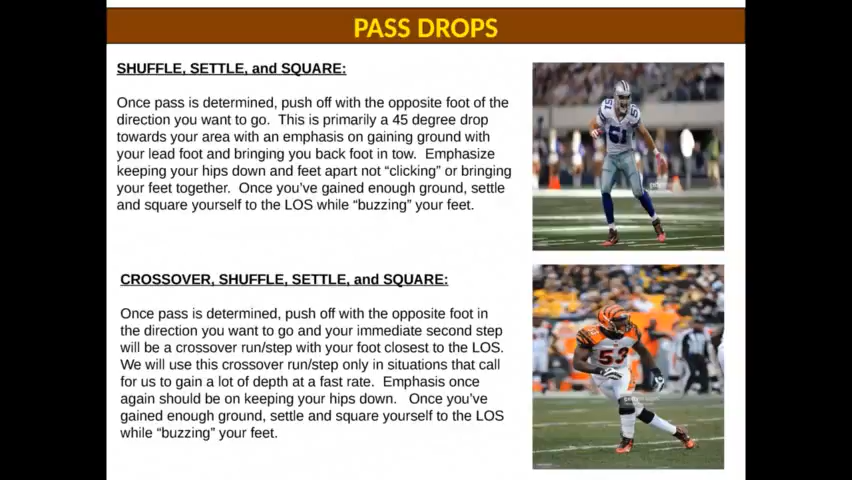 PASS DROPS
SHUFFLE, SETTLE, and SQUARE:
Once pass is determined, push off with the opposite foot of the
direction you want to go. This is primarily a 45 degree drop
towards your area with an emphasis on gaining ground with
your lead foot and bringing you back foot in tow. Emphasize
keeping your hips down and feet apart not “clicking” or bringing
your feet together. Once you’ve gained enough ground, settle
and square yourself to the LOS while “buzzing” your feet.
51
CROSSOVER, SHUFFLE, SETTLE, and SQUARE:
Once pass is determined, push off with the opposite foot in
the direction you want to go and your immediate second step
will be a crossover run/step with your foot closest to the LOS.
We will use this crossover run/step only in situations that call
for us to gain a lot of depth at a fast rate. Emphasis once
again should be on keeping your hips down. Once you’ve
gained enough ground, settle and square yourself to the LOS
while “buzzing” your feet.
53